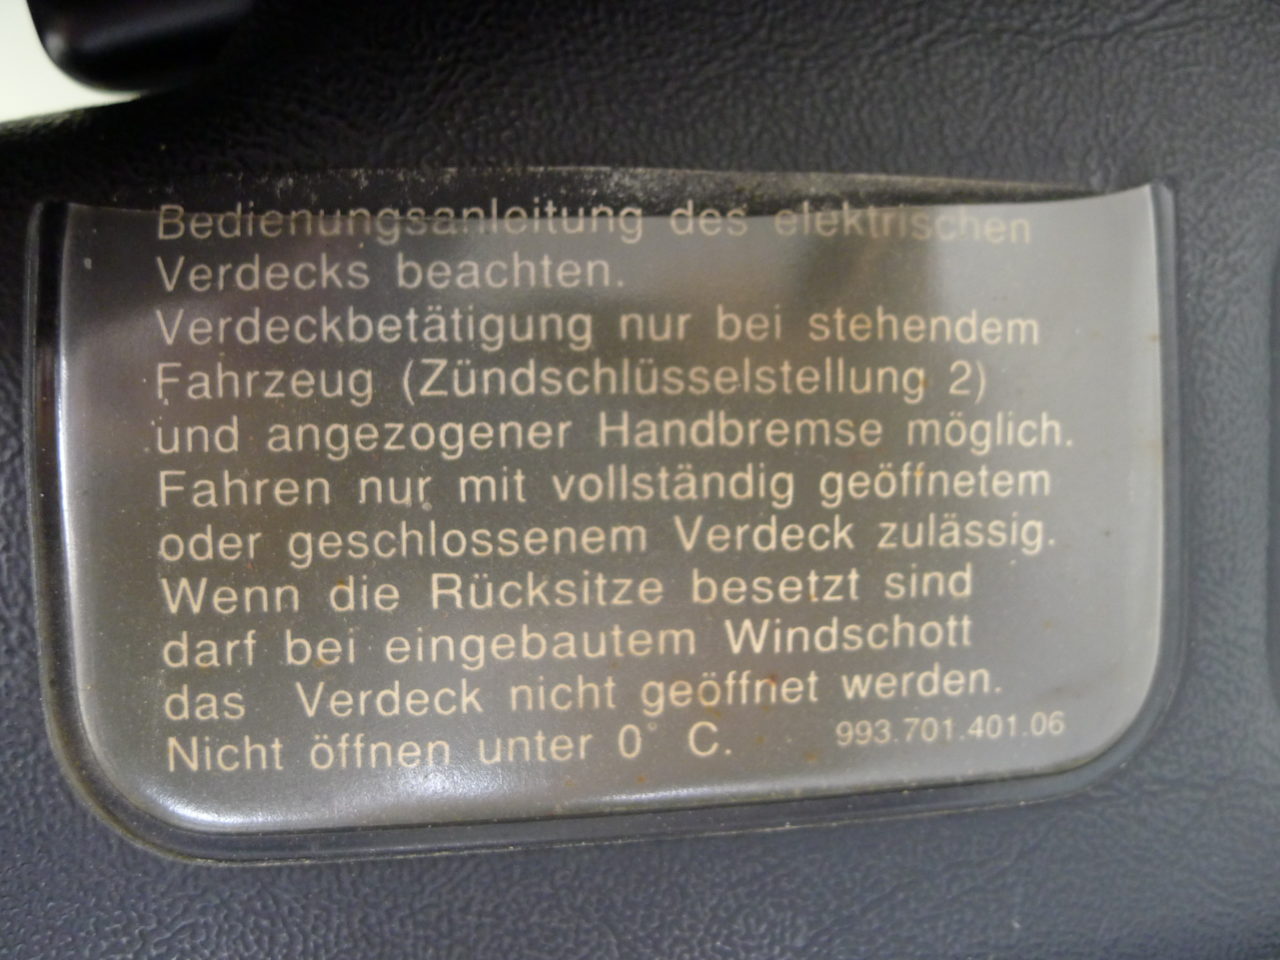 Bedienungsanleitung des elektrischen
Verdecks beachten.
Verdeckbetätigung nur bei stehendem
Fahrzeug (Zündschlüsselstellung 2)
und angezogener Handbremse möglich.
Fahren nur mit vollständig geöffnetem
oder geschlossenem Verdeck zulässig.
Wenn die Rücksitze besetzt sind
darf bei eingebautem Windschott
das Verdeck nicht geöffnet werden.
Nicht öffnen unter 0° C. 993.701.401.06